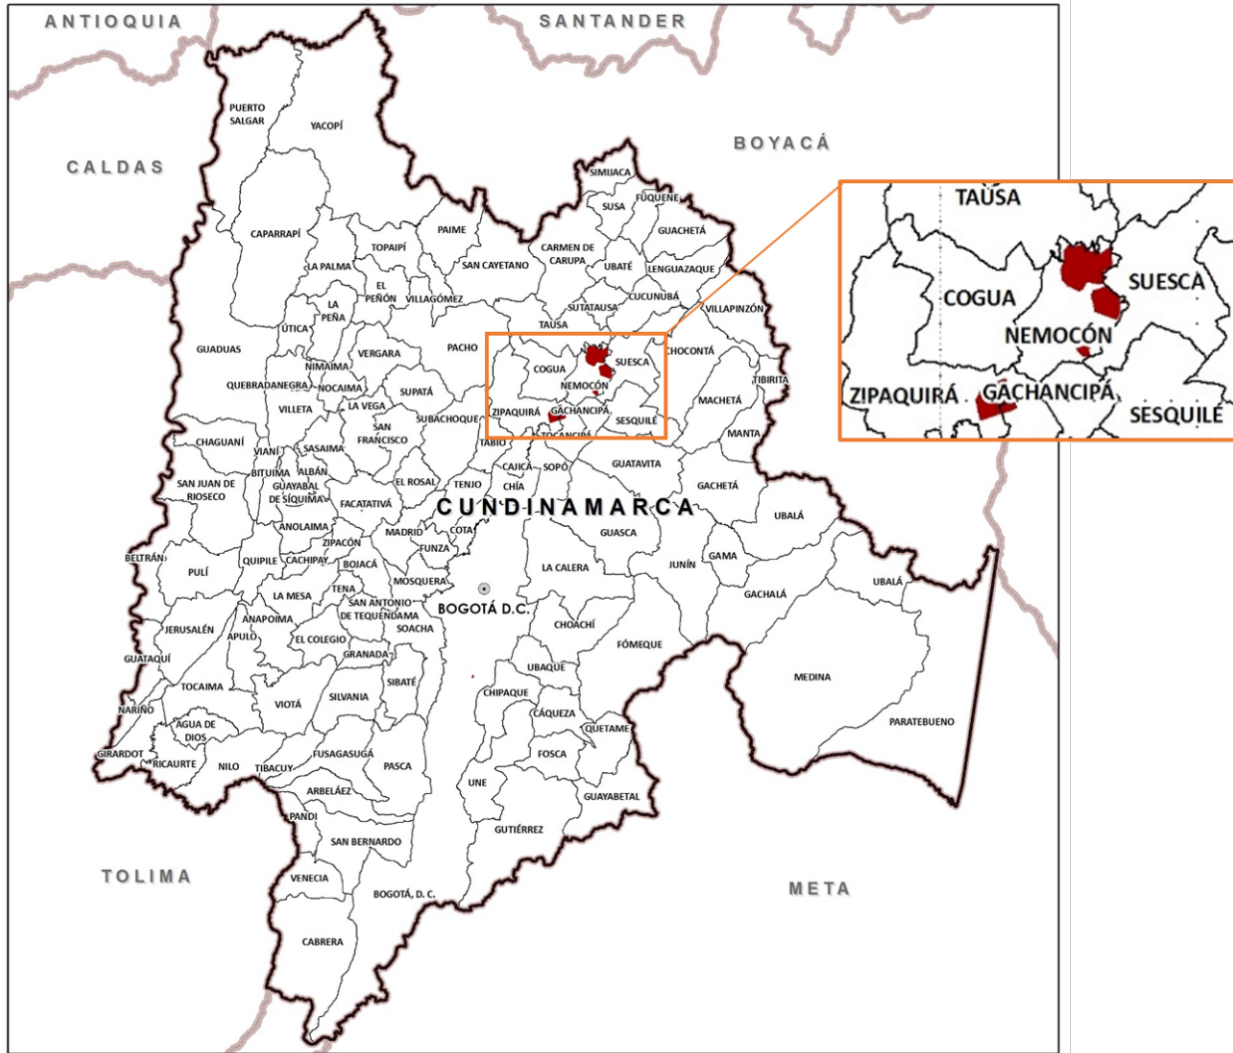 ANTIOQUIA
SANTANDER
PUERTO
SALGAR
YACOPÍ
BOYACÁ
CALDAS
SIMIJACA
SUSA
FÚQUENE
CAPARRAPÍ
PAIME
GUACHETÁ
TOPAIPÍ
CARMEN DE
CARUPA
LA PALMA
SAN CAYETANO
UBATÉ
LENGUAZAQUE
EL
PEÑÓN
VILLAGÓMEZ
CUCUNUBÁ
LA
PEÑA
SUTATAUSA
VILLAPINZÓN
ÚTICA
TAUSA
GUADUAS
VERGARA
PACHO
CHOCONTÁ
SUESCA
NIMAIMA
COGUA
TIBIRITA
QUEBRADANEGRA
NOCAIMA
SUPATÁ
NEMOCÓN
MACHETÁ
VILLETA
LA VEGA
SUBACHOQUE
ZIPAQUIRÁ
GACHANCIPÁ
SESQUILÉ
SAN
FRANCISCO
TOCANCIPÁ
MANTA
CHAGUANÍ
VIANÍ
SASAIMA
TABIO
BITUIMA
ALBÁN
CAJICÁ
SOPÓ
GUATAVITA
SAN JUAN DE
RIOSECO
GUAYABAL
DE SÍQUIMA
EL ROSAL
TENJO
CHÍA
GACHETÁ
FACATATIVÁ
CUNDINAMARCA
UBALÁ
ANOLAIMA
MADRID
COTA
GUASCA
ZIPACÓN
FUNZA
BELTRÁN
QUIPILE
CACHIPAY
BOJACÁ
GAMA
PULÍ
LA CALERA
JUNÍN
MOSQUERA
UBALÁ
LA MESA
TENA
GACHALÁ
SAN ANTONIO
DE TEQUENDAMA
BOGOTÁ D.C.
ANAPOIMA
CHOACHÍ
JERUSALÉN
APULO
EL COLEGIO
SOACHA
FÓMEQUE
GUATAQUÍ
GRANADA
UBAQUE
MEDINA
TOCAIMA
SIBATÉ
SILVANIA
CHIPAQUE
NARIÑO
VIOTÁ
CÁQUEZA
PARATEBUENO
AGUA DE
DIOS
QUETAME
GIRARDOT
RICAURTE
NILO
TIBACUY
FUSAGASUGÁ
PASCA
FOSCA
UNE
ARBELÁEZ
GUAYABETAL
PANDI
GUTIÉRREZ
SAN BERNARDO
TOLIMA
VENECIA
META
BOGOTÁ, D. C.
CABRERA
TAUSA
SUESCA
COGUA
NEMOCÓN
ZIPAQUIRÁ
GACHANCIPÁ
SESQUILÉ